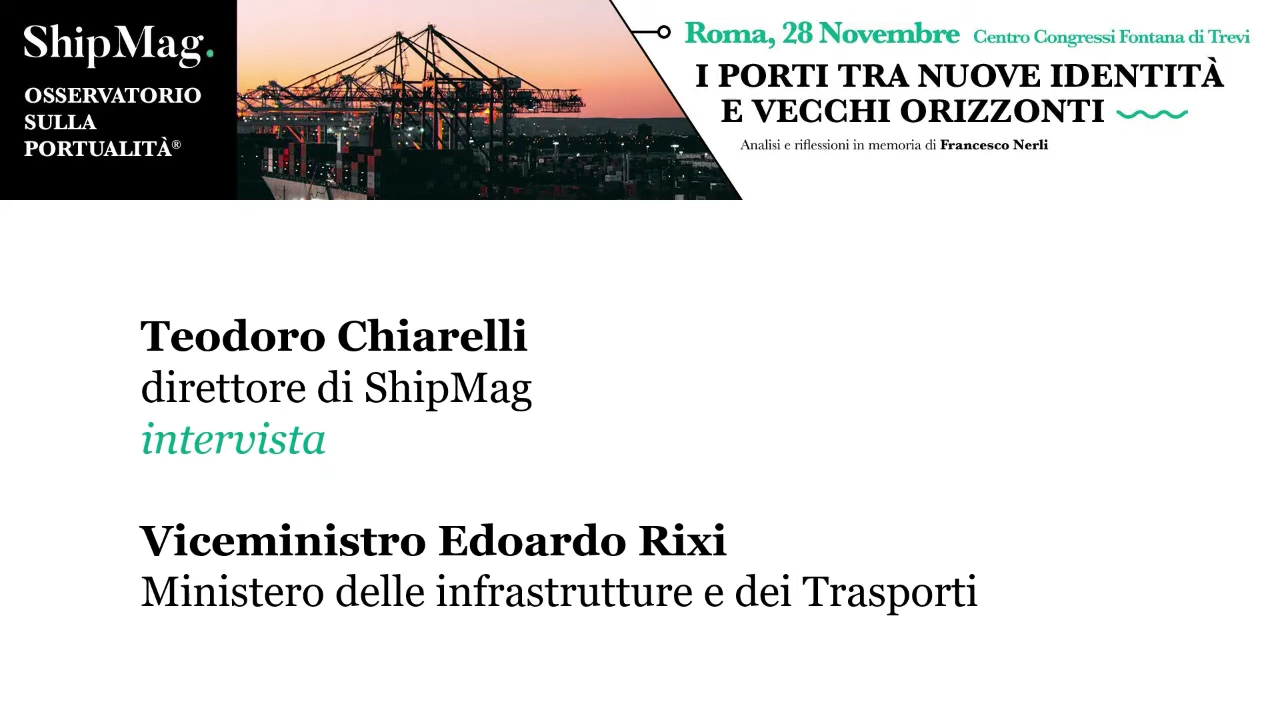 ShipMag.
OSSERVATORIO
SULLA
PORTUALITÀ®
Roma, 28 Novembre Centro Congressi Fontana di Trevi
I PORTI TRA NUOVE IDENTITÀ
E VECCHI ORIZZONTI
Analisi e riflessioni in memoria di Francesco Nerli
Teodoro Chiarelli
direttore di ShipMag
intervista
Viceministro Edoardo Rixi
Ministero delle infrastrutture e dei Trasporti